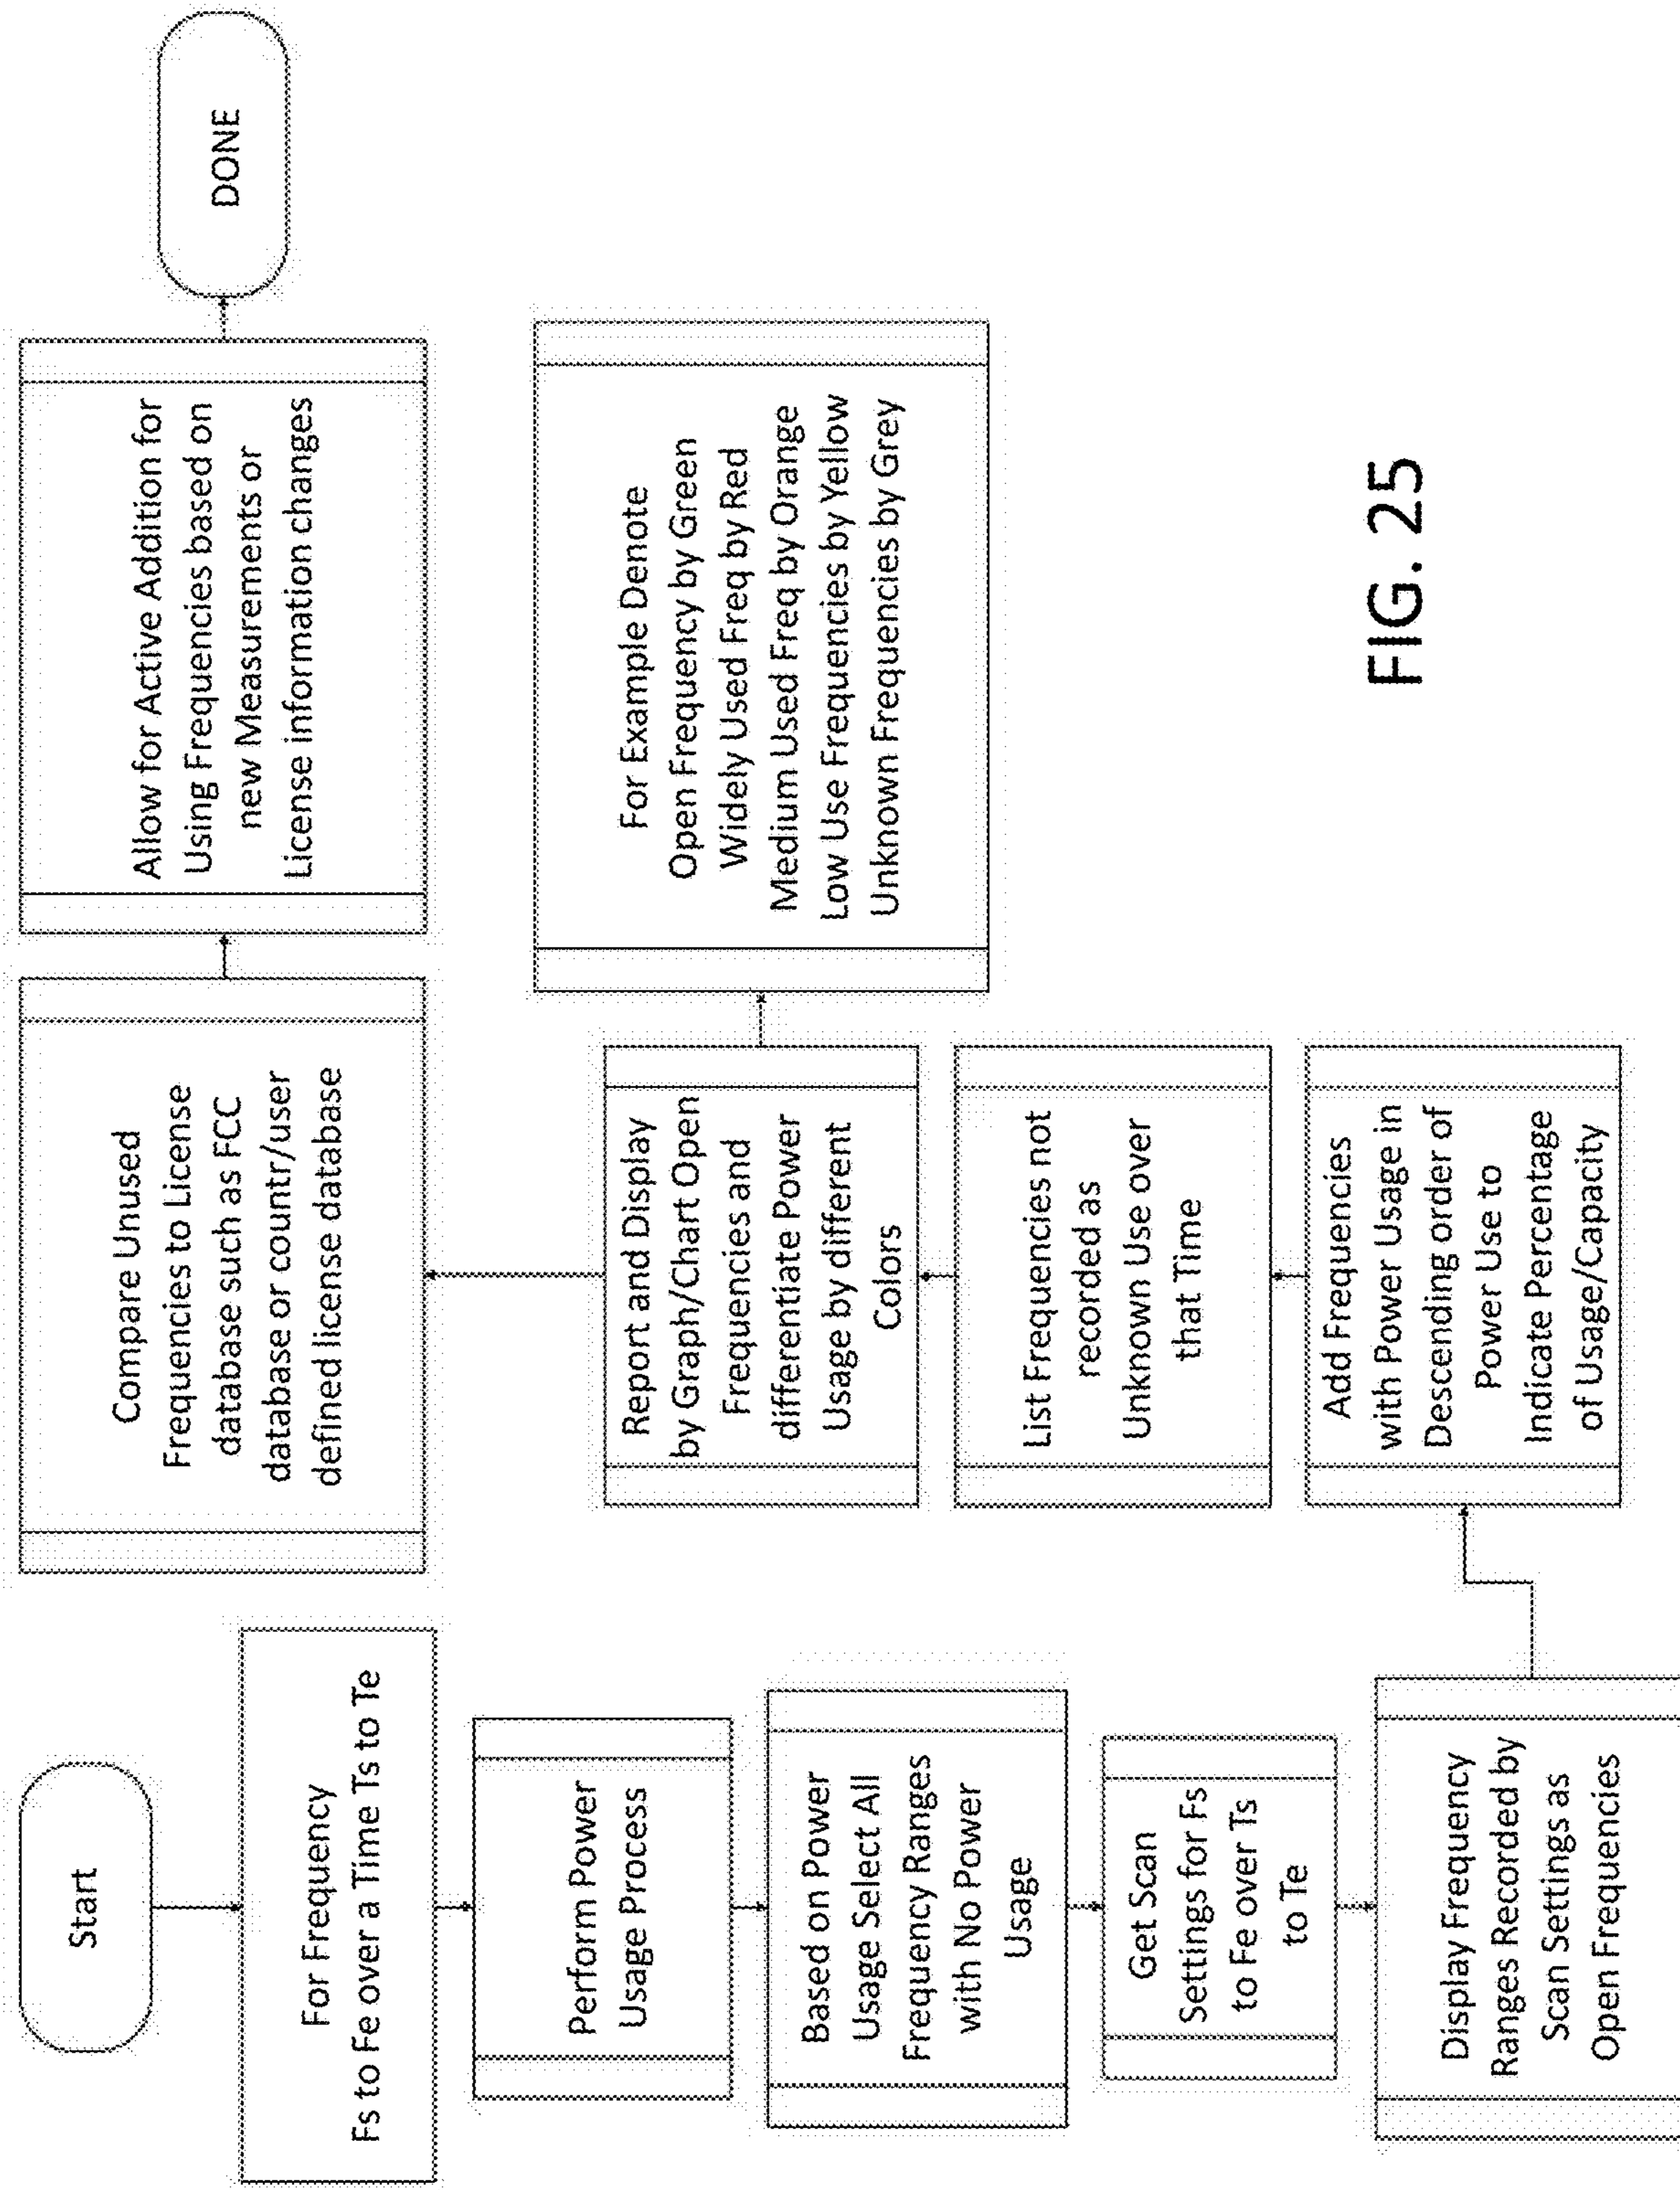 Start
For Frequency
Fs to Fe over a Time Ts to Te
Perform Power
Usage Process
Based on Power
Usage Select All
Frequency Ranges
with No Power
Usage
Get Scan
Settings for Fs
to Fe over Ts
to Te
Display Frequency
Ranges Recorded by
Scan Settings as
Open Frequencies
Add Frequencies
with Power Usage in
Descending order of
Power Use to
Indicate Percentage
of Usage/Capacity
List Frequencies not
recorded as
Unknown Use over
that Time
Report and Display
by Graph/Chart Open
Frequencies and
differentiate Power
Usage by different
Colors
For Example Denote
Open Frequency by Green
Widely Used Freq by Red
Medium Used Freq by Orange
Low Use Frequencies by Yellow
Unknown Frequencies by Grey
Compare Unused
Frequencies to License
database such as FCC
database or countr/user
defined license database
Allow for Active Addition for
Using Frequencies based on
new Measurements or
License information changes
DONE
FIG. 25